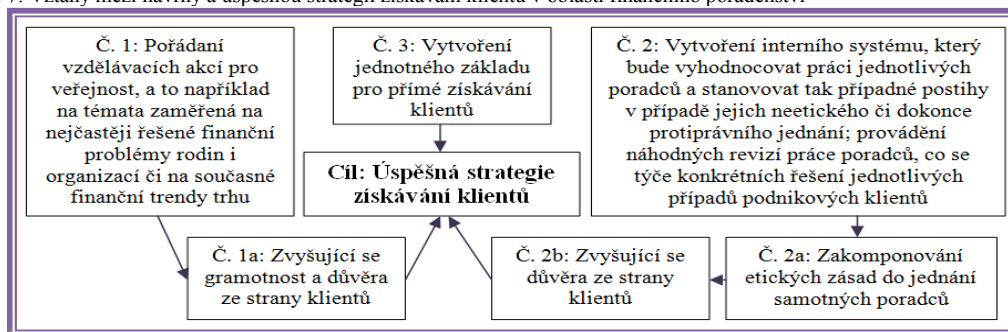 7: Vztahy mezi návrhy a úspěšnou strategií získávání klientů v oblasti finančního poradenství
Č. 1: Pořádaní
vzdělávacích akcí pro
veřejnost, a to například
na témata zaměřená na
nejčastěji řešené finanční
problémy rodin i
organizací či na současné
finanční trendy trhu
Č. 3: Vytvoření
jednotného základu
pro přímé získávání
klientů
Č. 2: Vytvoření interního systému, který
bude vyhodnocovat práci jednotlivých
poradců a stanovovat tak případné postihy
v případě jejich neetického či dokonce
protiprávního jednání; provádění
náhodných revizí práce poradců, co se
týče konkrétních řešení jednotlivých
případů podnikových klientů
Cíl: Úspěšná strategie
získávání klientů
Č. 1a: Zvyšující se
gramotnost a důvěra
ze strany klientů
Č. 2b: Zvyšující se
důvěra ze strany
klientů
Č. 2a: Zakomponování
etických zásad do jednání
samotných poradců